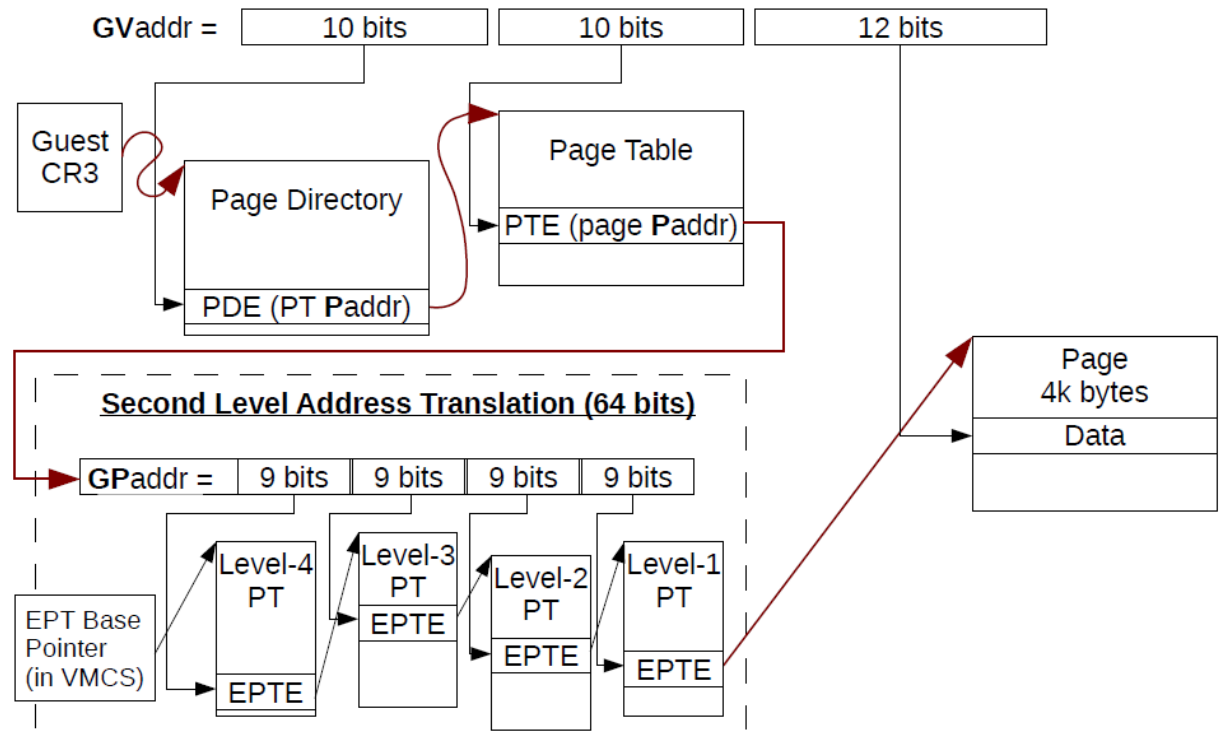 GVaddr = 10 bits 10 bits 12 bits
Guest
CR3
Page Directory
PDE (PT Paddr)
Page Table
PTE (page Paddr)
Page
4k bytes
Data
Second Level Address Translation (64 bits)
GPaddr = 9 bits 9 bits 9 bits 9 bits
EPT Base
Pointer
(in VMCS)
Level-4
PT
EPTE
Level-3
PT
EPTE
Level-2
PT
EPTE
Level-1
PT
EPTE